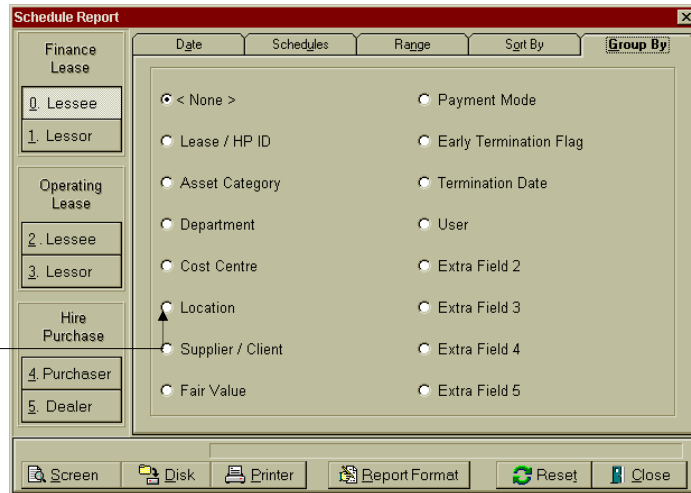 Schedule Report
Finance
Lease
0. Lessee
1. Lessor
Operating
Lease
2. Lessee
3. Lessor
Hire
Purchase
4. Purchaser
5. Dealer
Date
Schedules
Range
Sort By
Group By
< None >
Lease / HP ID
Asset Category
Department
Cost Centre
Location
Supplier / Client
Fair Value
Payment Mode
Early Termination Flag
Termination Date
User
Extra Field 2
Extra Field 3
Extra Field 4
Extra Field 5
Screen
Disk
Printer
Report Format
Reset
Close